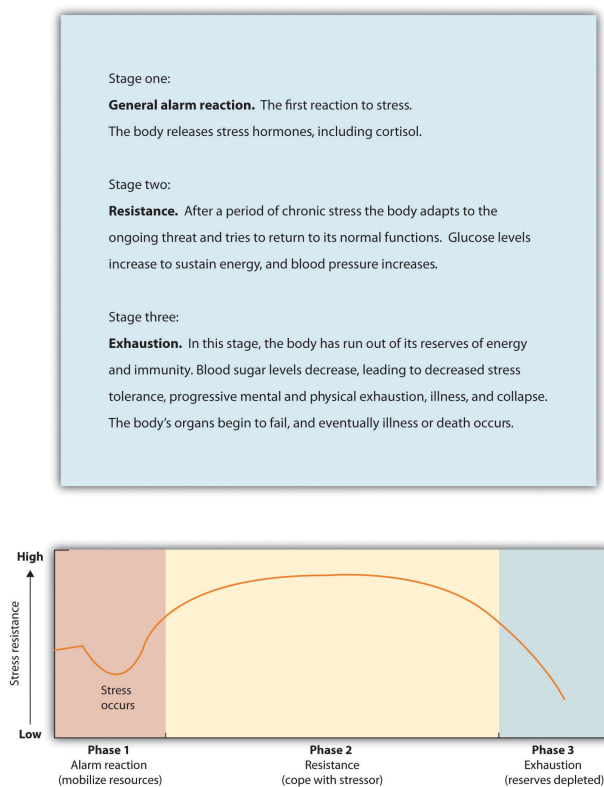 Stage one:
General alarm reaction. The first reaction to stress.
The body releases stress hormones, including cortisol.
Stage two:
Resistance. After a period of chronic stress the body adapts to the
ongoing threat and tries to return to its normal functions. Glucose levels
increase to sustain energy, and blood pressure increases.
Stage three:
Exhaustion. In this stage, the body has run out of its reserves of energy
and immunity. Blood sugar levels decrease, leading to decreased stress
tolerance, progressive mental and physical exhaustion, illness, and collapse.
The body’s organs begin to fail, and eventually illness or death occurs.
High
Stress resistance
Low
Stress
occurs
Phase 1
Alarm reaction
(mobilize resources)
Phase 2
Resistance
(cope with stressor)
Phase 3
Exhaustion
(reserves depleted)